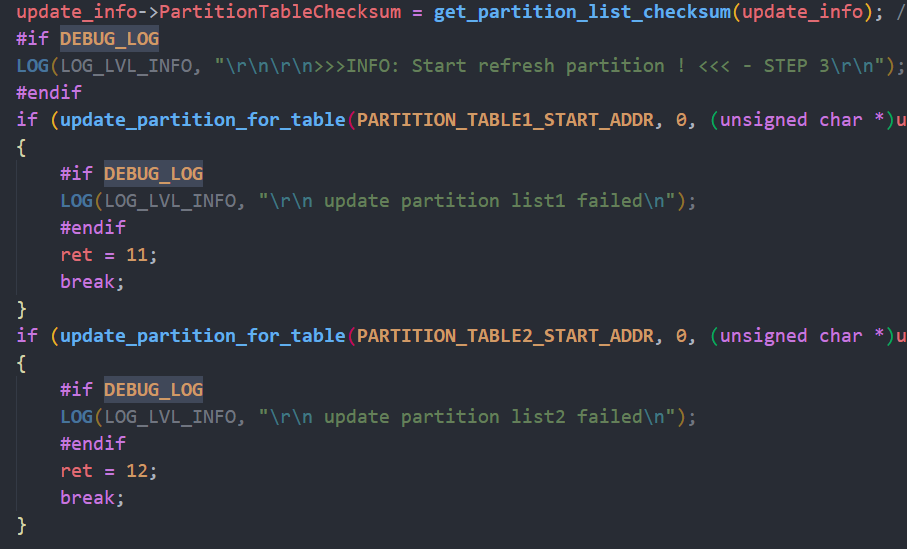 update_info->PartitionTableChecksum = get_partition_list_checksum(update_info); /
#if DEBUG_LOG
LOG(LOG_LVL_INFO, "\r\n\r\n>>>INFO: Start refresh partition ! <<< - STEP 3\r\n");
#endif
if (update_partition_for_table(PARTITION_TABLE1_START_ADDR, 0, (unsigned char *)u
{
    #if DEBUG_LOG
    LOG(LOG_LVL_INFO, "\r\n update partition list1 failed\n");
    #endif
    ret = 11;
    break;
}
if (update_partition_for_table(PARTITION_TABLE2_START_ADDR, 0, (unsigned char *)u
{
    #if DEBUG_LOG
    LOG(LOG_LVL_INFO, "\r\n update partition list2 failed\n");
    #endif
    ret = 12;
    break;
}